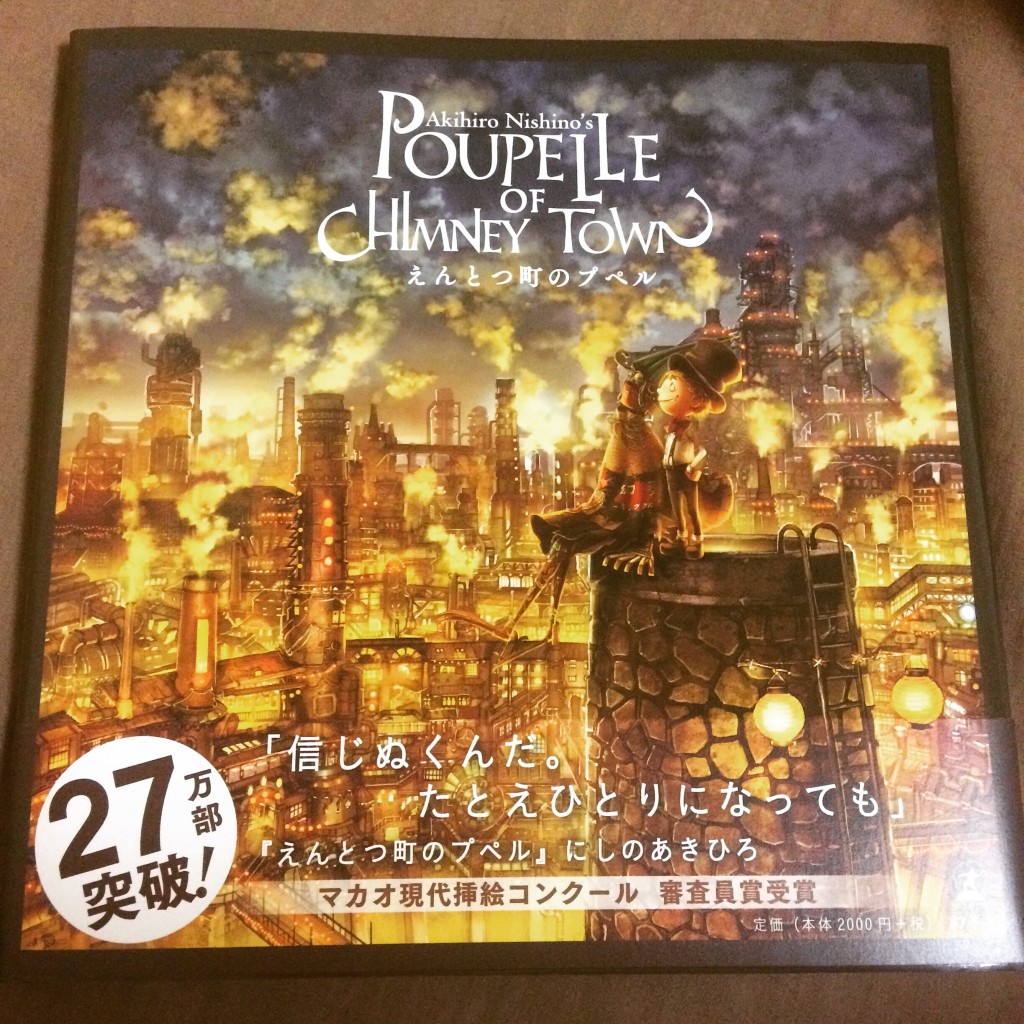 Akihiro Nishino's
POUPELLE
OF
CHIMNEY TOWN
えんとつ町のプペル
「信じぬくんだ。
たとえひとりになっても」
『えんとつ町のプペル』にしのあきひろ
マカオ現代挿絵コンクール 審査員賞受賞
定価（本体2000円+税）
27万部
突破!